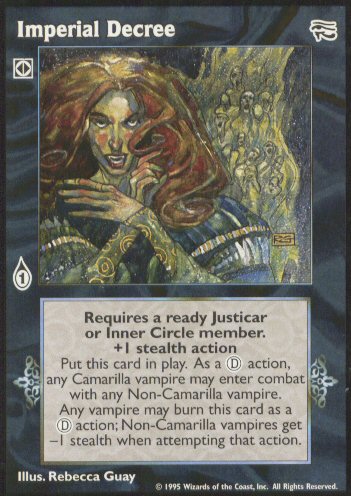 Imperial Decree
1
Requires a ready Justicar
or Inner Circle member.
+1 stealth action
Put this card in play. As a Ⓓ action,
any Camarilla vampire may enter combat
with any Non-Camarilla vampire.
Any vampire may burn this card as a
Ⓓ action; Non-Camarilla vampires get
–1 stealth when attempting that action.
Illus. Rebecca Guay
© 1995 Wizards of the Coast, Inc. All Rights Reserved.